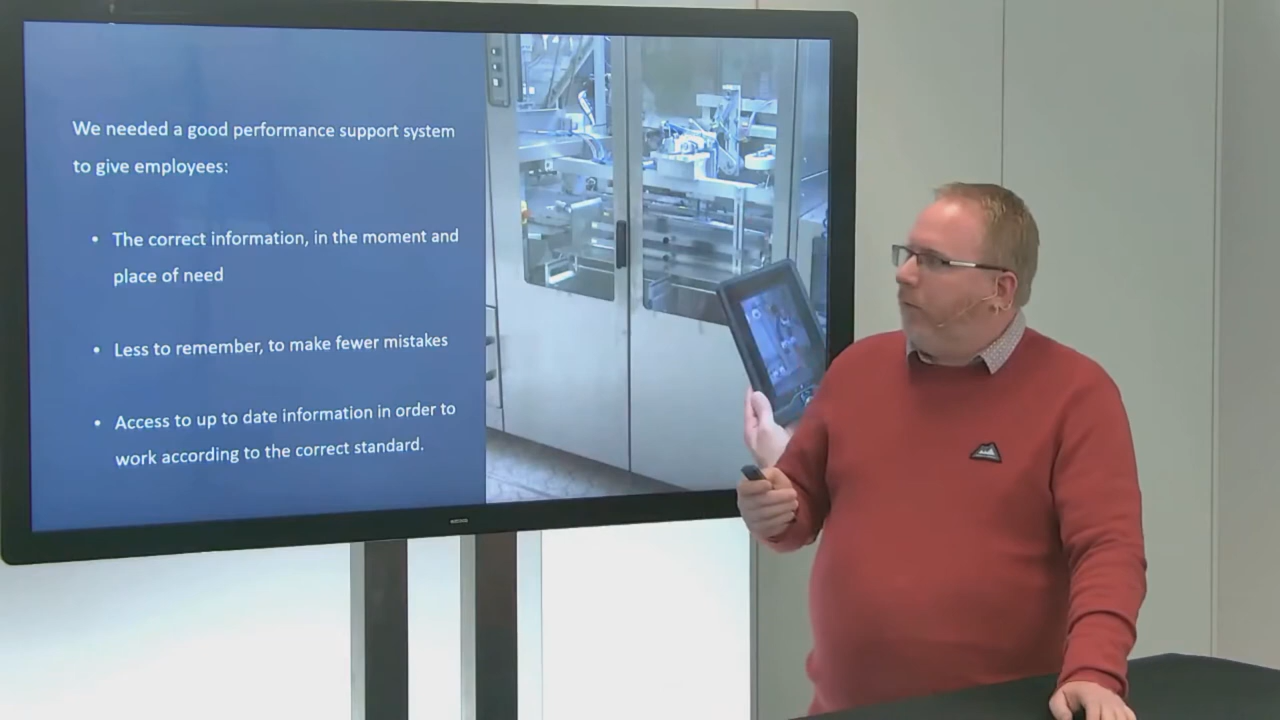 We needed a good performance support system
to give employees:
• The correct information, in the moment and
place of need
• Less to remember, to make fewer mistakes
• Access to up to date information in order to
work according to the correct standard.